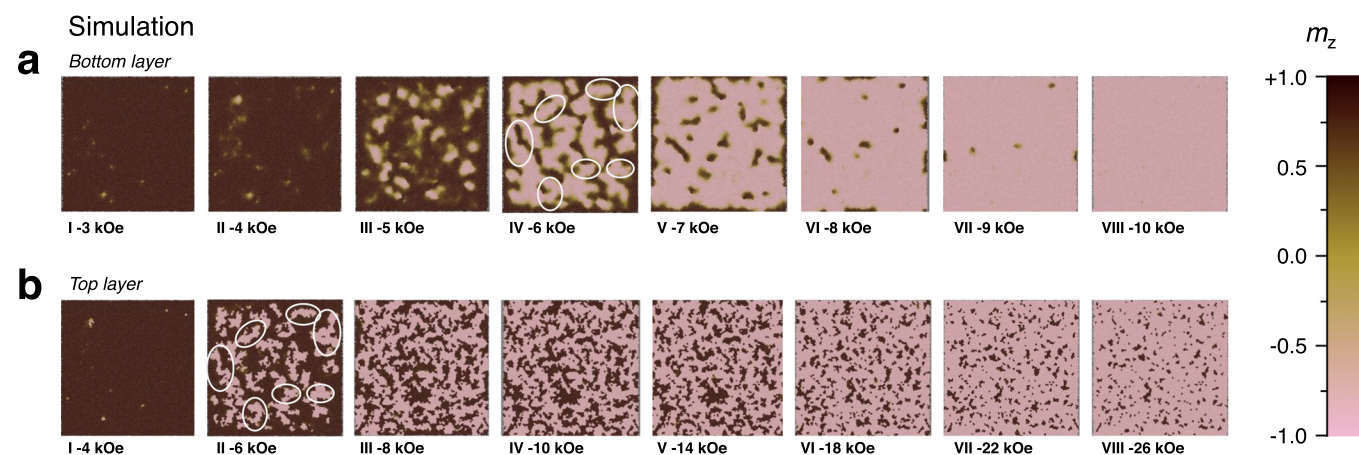 Simulation
a
Bottom layer
I -3 kOe
II -4 kOe
III -5 kOe
IV -6 kOe
V -7 kOe
VI -8 kOe
VII -9 kOe
VIII -10 kOe
b
Top layer
I -4 kOe
II -6 kOe
III -8 kOe
IV -10 kOe
V -14 kOe
VI -18 kOe
VII -22 kOe
VIII -26 kOe
mz
+1.0
0.5
0.0
-0.5
-1.0